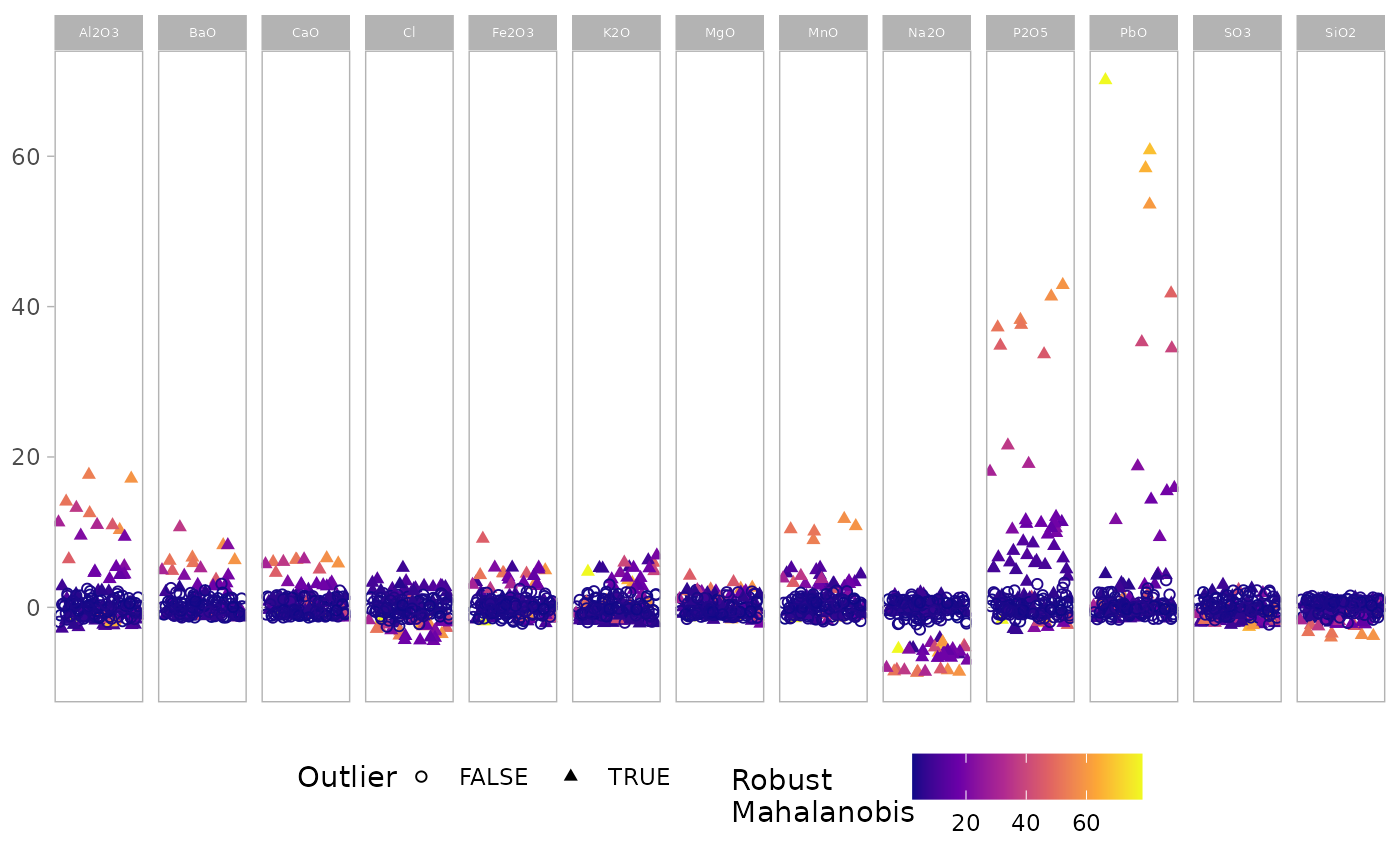 Al2O3 BaO CaO Cl Fe2O3 K2O MgO MnO Na2O P2O5 PbO SO3 SiO2
60
40
20
0
Outlier FALSE TRUE
Robust
Mahalanobis
20 40 60